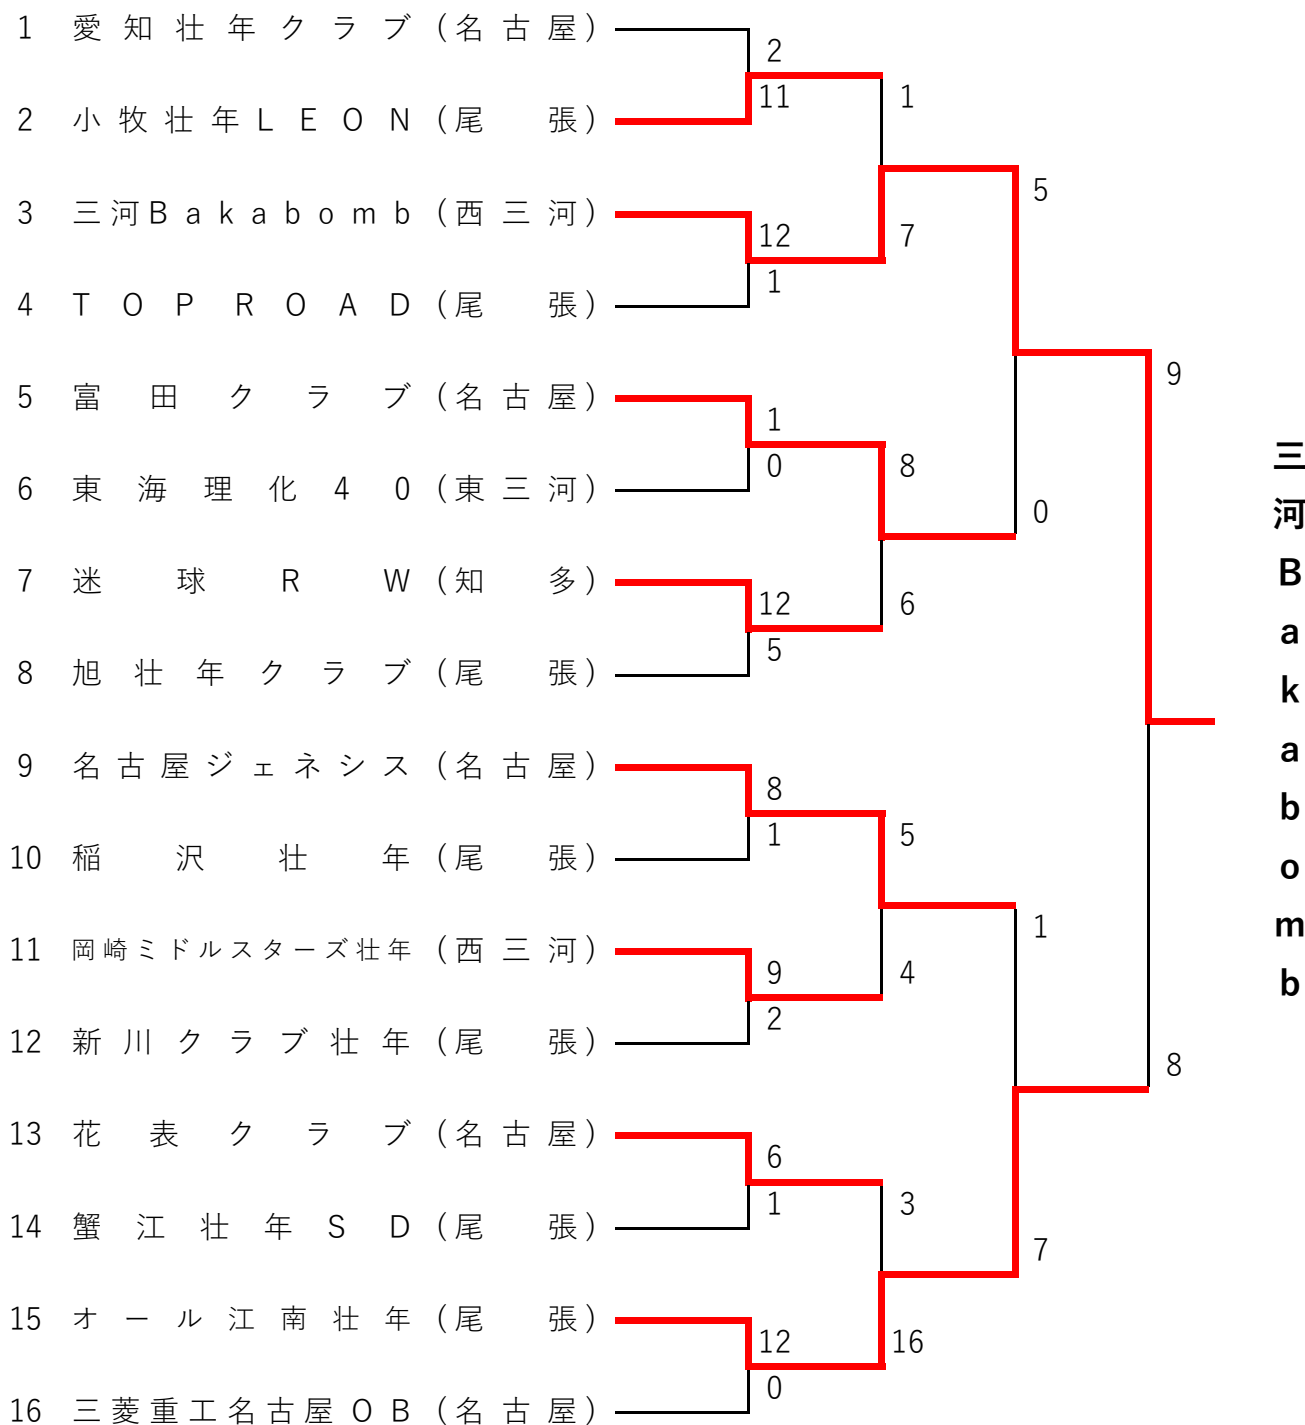 1 愛知壮年クラブ(名古屋)
2
11
2 小牧壮年LEON(尾張)
1
3 三河Bakabomb(西三河)
5
12
7
1
4 TOPROAD(尾張)
9
5 富田クラブ(名古屋)
1
0
8
6 東海理化40(東三河)
0
7 迷球RW(知多)
12
6
5
8 旭壮年クラブ(尾張)
三河Bakabomb
9 名古屋ジェネシス(名古屋)
8
1
5
10 稲沢壮年(尾張)
1
11 岡崎ミドルスターズ壮年(西三河)
9
4
2
12 新川クラブ壮年(尾張)
8
13 花表クラブ(名古屋)
6
1
3
14 蟹江壮年SD(尾張)
7
15 オール江南壮年(尾張)
12
16
0
16 三菱重工名古屋OB(名古屋)